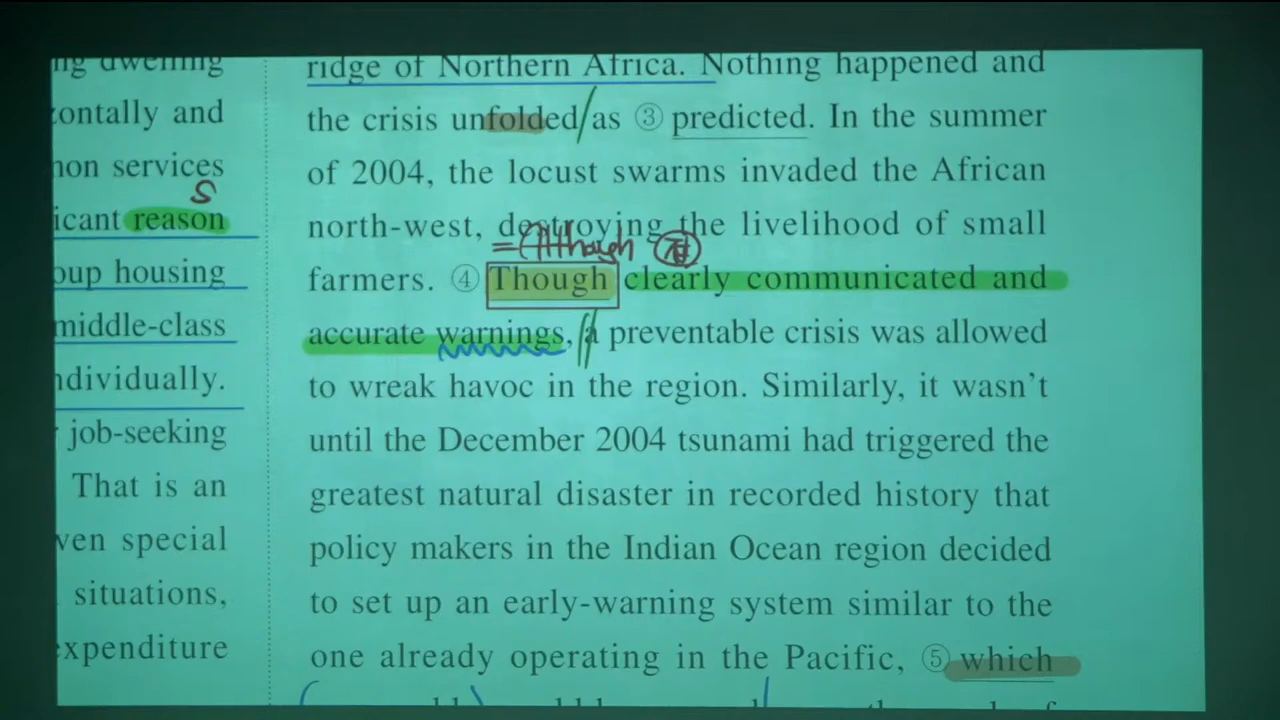 ng dwelling
zontally and
mon services
S
icant reason
oup housing
middle-class
ndividually.
job-seeking
That is an
ven special
situations,
expenditure
ridge of Northern Africa. Nothing happened and
the crisis unfolded as ③ predicted. In the summer
of 2004, the locust swarms invaded the African
north-west, destroying the livelihood of small
= Although
farmers. ④ Though clearly communicated and
accurate warnings, a preventable crisis was allowed
to wreak havoc in the region. Similarly, it wasn't
until the December 2004 tsunami had triggered the
greatest natural disaster in recorded history that
policy makers in the Indian Ocean region decided
to set up an early-warning system similar to the
one already operating in the Pacific, ⑤ which